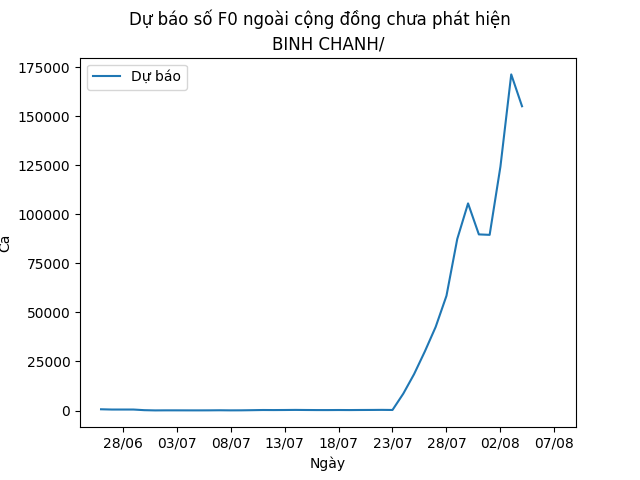 Dự báo số F0 ngoài cộng đồng chưa phát hiện
BINH CHANH/
Dự báo
175000
150000
125000
100000
75000
50000
25000
0
Ca
28/06 03/07 08/07 13/07 18/07 23/07 28/07 02/08 07/08
Ngày